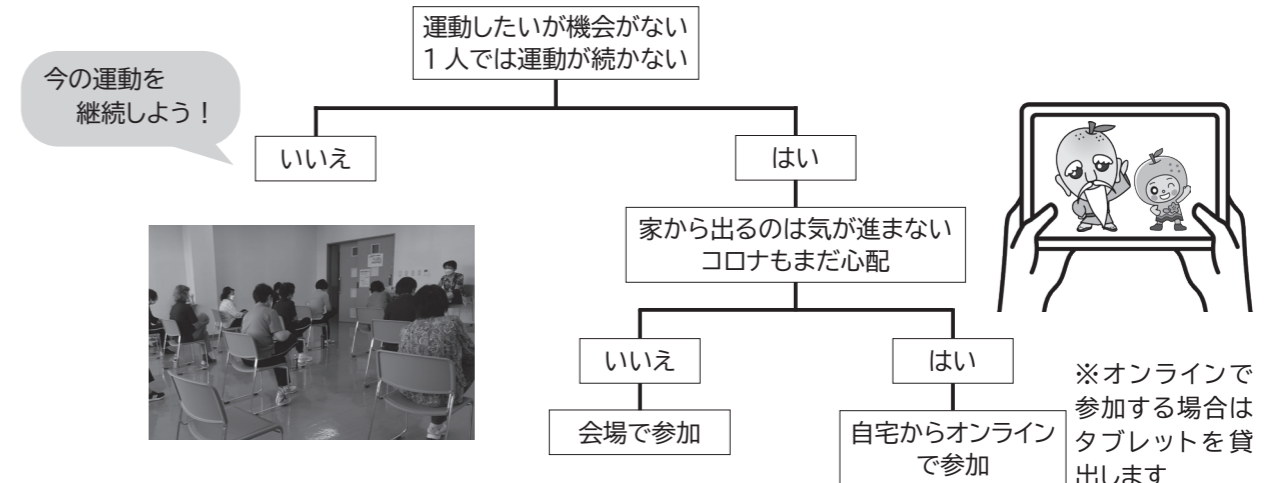 運動したいが機会がない
1人では運動が続かない
今の運動を
継続しよう！
いいえ
はい
家から出るのは気が進まない
コロナもまだ心配
いいえ
はい
会場で参加
自宅からオンライン
で参加
※オンラインで
参加する場合は
タブレットを貸
出します